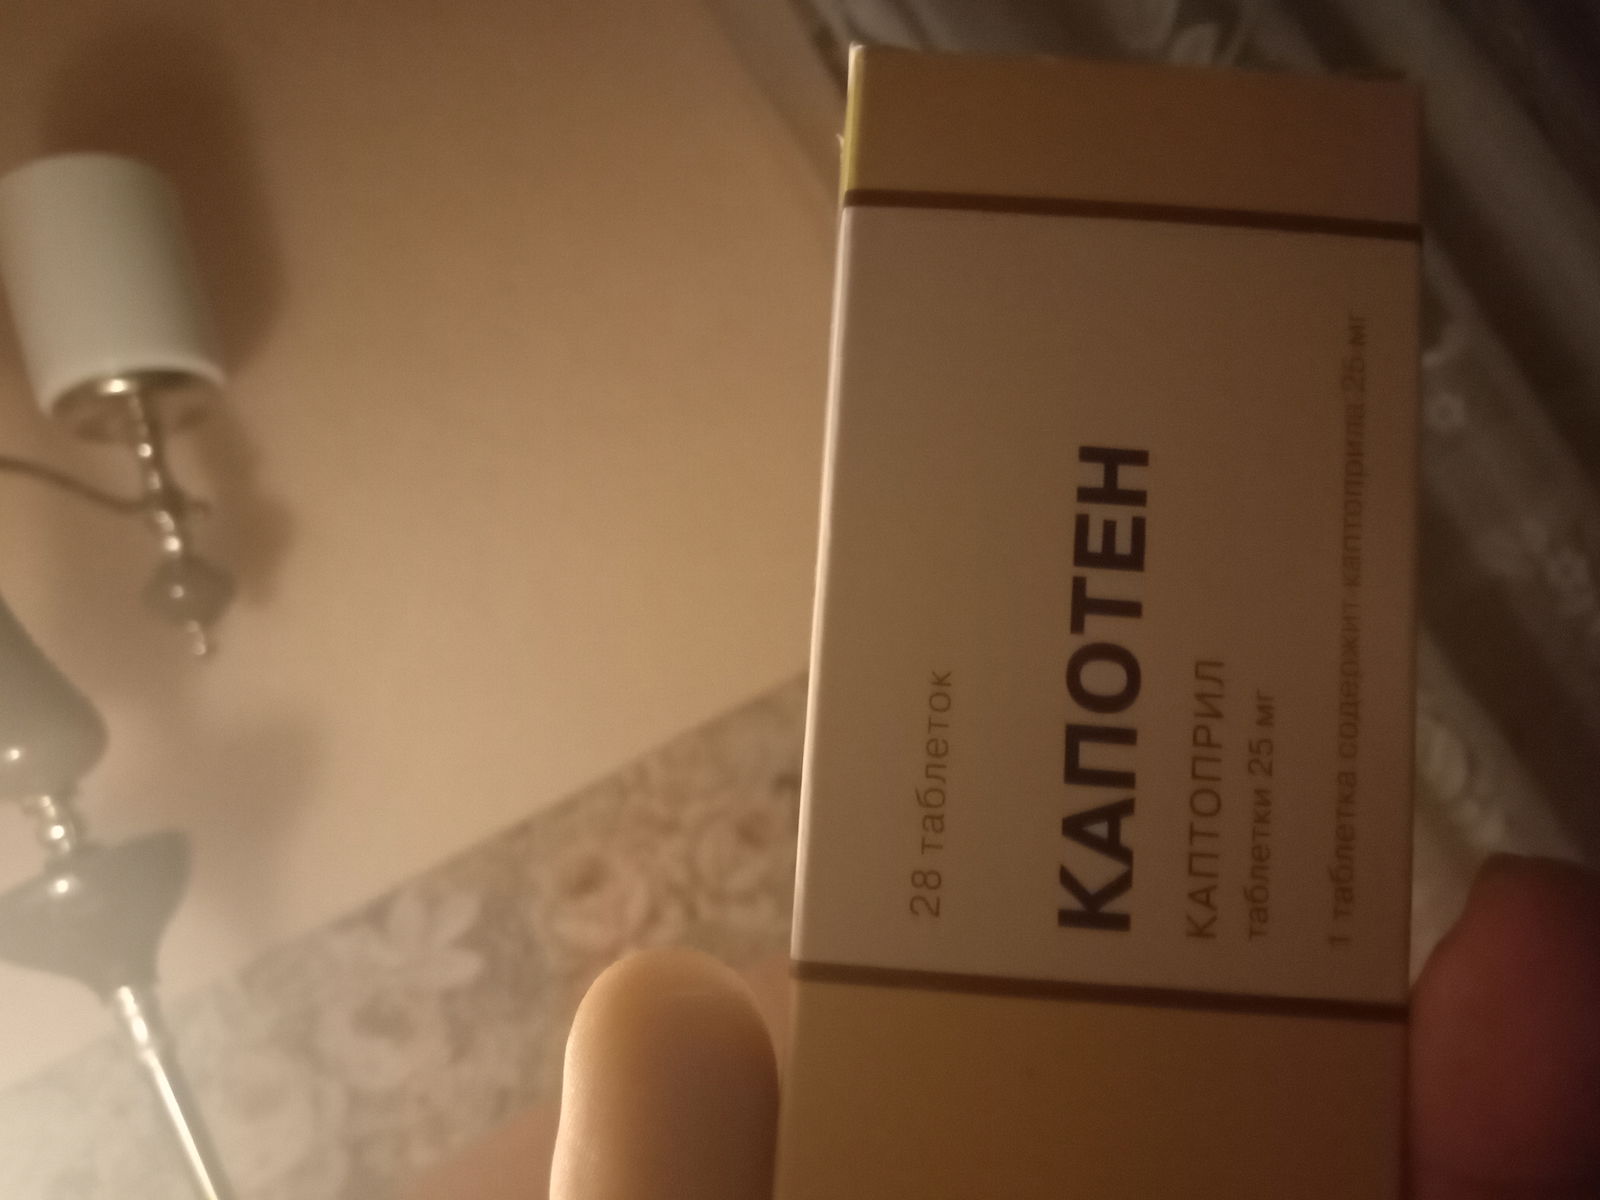 28 таблеток
КАПОТЕН
КАПТОПРИЛ
таблетки 25 мг
1 таблетка содержит каптоприла 25 мг